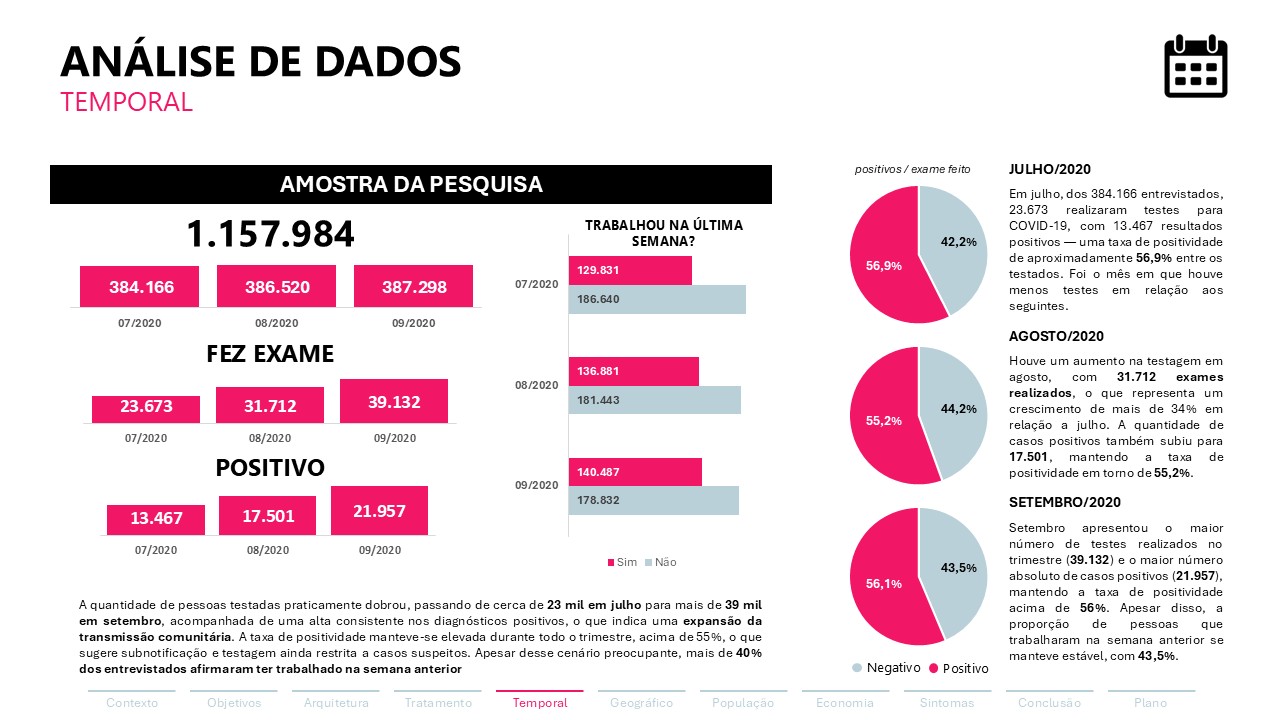 ANÁLISE DE DADOS
TEMPORAL
AMOSTRA DA PESQUISA
1.157.984
384.166
386.520
387.298
07/2020
08/2020
09/2020
FEZ EXAME
23.673
31.712
39.132
07/2020
08/2020
09/2020
POSITIVO
13.467
17.501
21.957
07/2020
08/2020
09/2020
TRABALHOU NA ÚLTIMA
SEMANA?
07/2020
129.831
186.640
08/2020
136.881
181.443
09/2020
140.487
178.832
Sim
Não
A quantidade de pessoas testadas praticamente dobrou, passando de cerca de 23 mil em julho para mais de 39 mil
em setembro, acompanhada de uma alta consistente nos diagnósticos positivos, o que indica uma expansão da
transmissão comunitária. A taxa de positividade manteve-se elevada durante todo o trimestre, acima de 55%, o que
sugere subnotificação e testagem ainda restrita a casos suspeitos. Apesar desse cenário preocupante, mais de 40%
dos entrevistados afirmaram ter trabalhado na semana anterior
positivos / exame feito
42,2%
56,9%
44,2%
55,2%
43,5%
56,1%
Negativo
Positivo
JULHO/2020
Em julho, dos 384.166 entrevistados,
23.673 realizaram testes para
COVID-19, com 13.467 resultados
positivos — uma taxa de positividade
de aproximadamente 56,9% entre os
testados. Foi o mês em que houve
menos testes em relação aos
seguintes.
AGOSTO/2020
Houve um aumento na testagem em
agosto, com 31.712 exames
realizados, o que representa um
crescimento de mais de 34% em
relação a julho. A quantidade de
casos positivos também subiu para
17.501, mantendo a taxa de
positividade em torno de 55,2%.
SETEMBRO/2020
Setembro apresentou o maior
número de testes realizados no
trimestre (39.132) e o maior número
absoluto de casos positivos (21.957),
mantendo a taxa de positividade
acima de 56%. Apesar disso, a
proporção de pessoas que
trabalharam na semana anterior se
manteve estável, com 43,5%.
Contexto
Objetivos
Arquitetura
Tratamento
Temporal
Geográfico
População
Economia
Sintomas
Conclusão
Plano